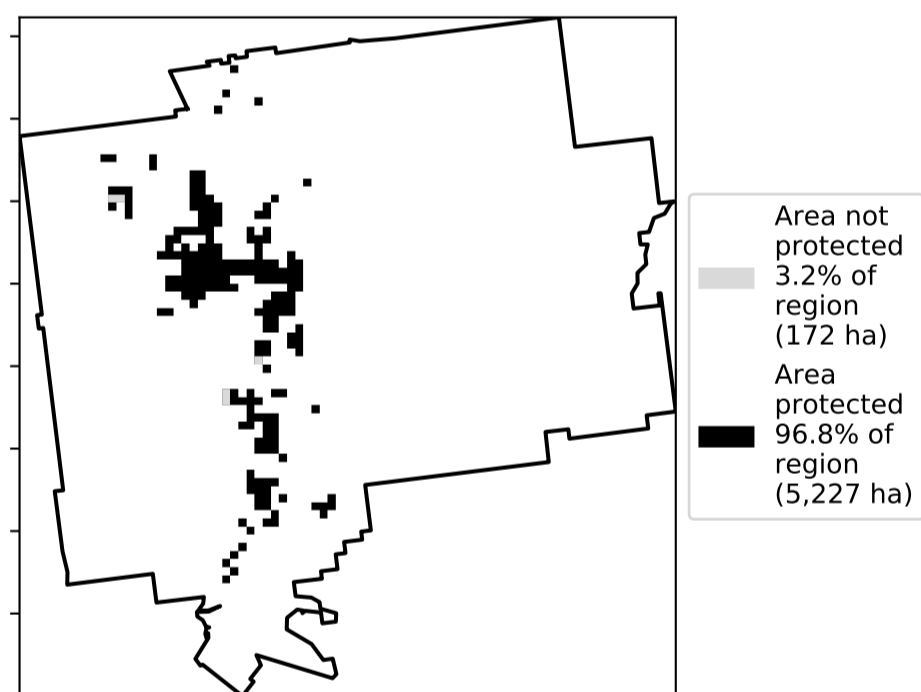 Area not
protected
3.2% of
region
(172 ha)
Area
protected
96.8% of
region
(5,227 ha)